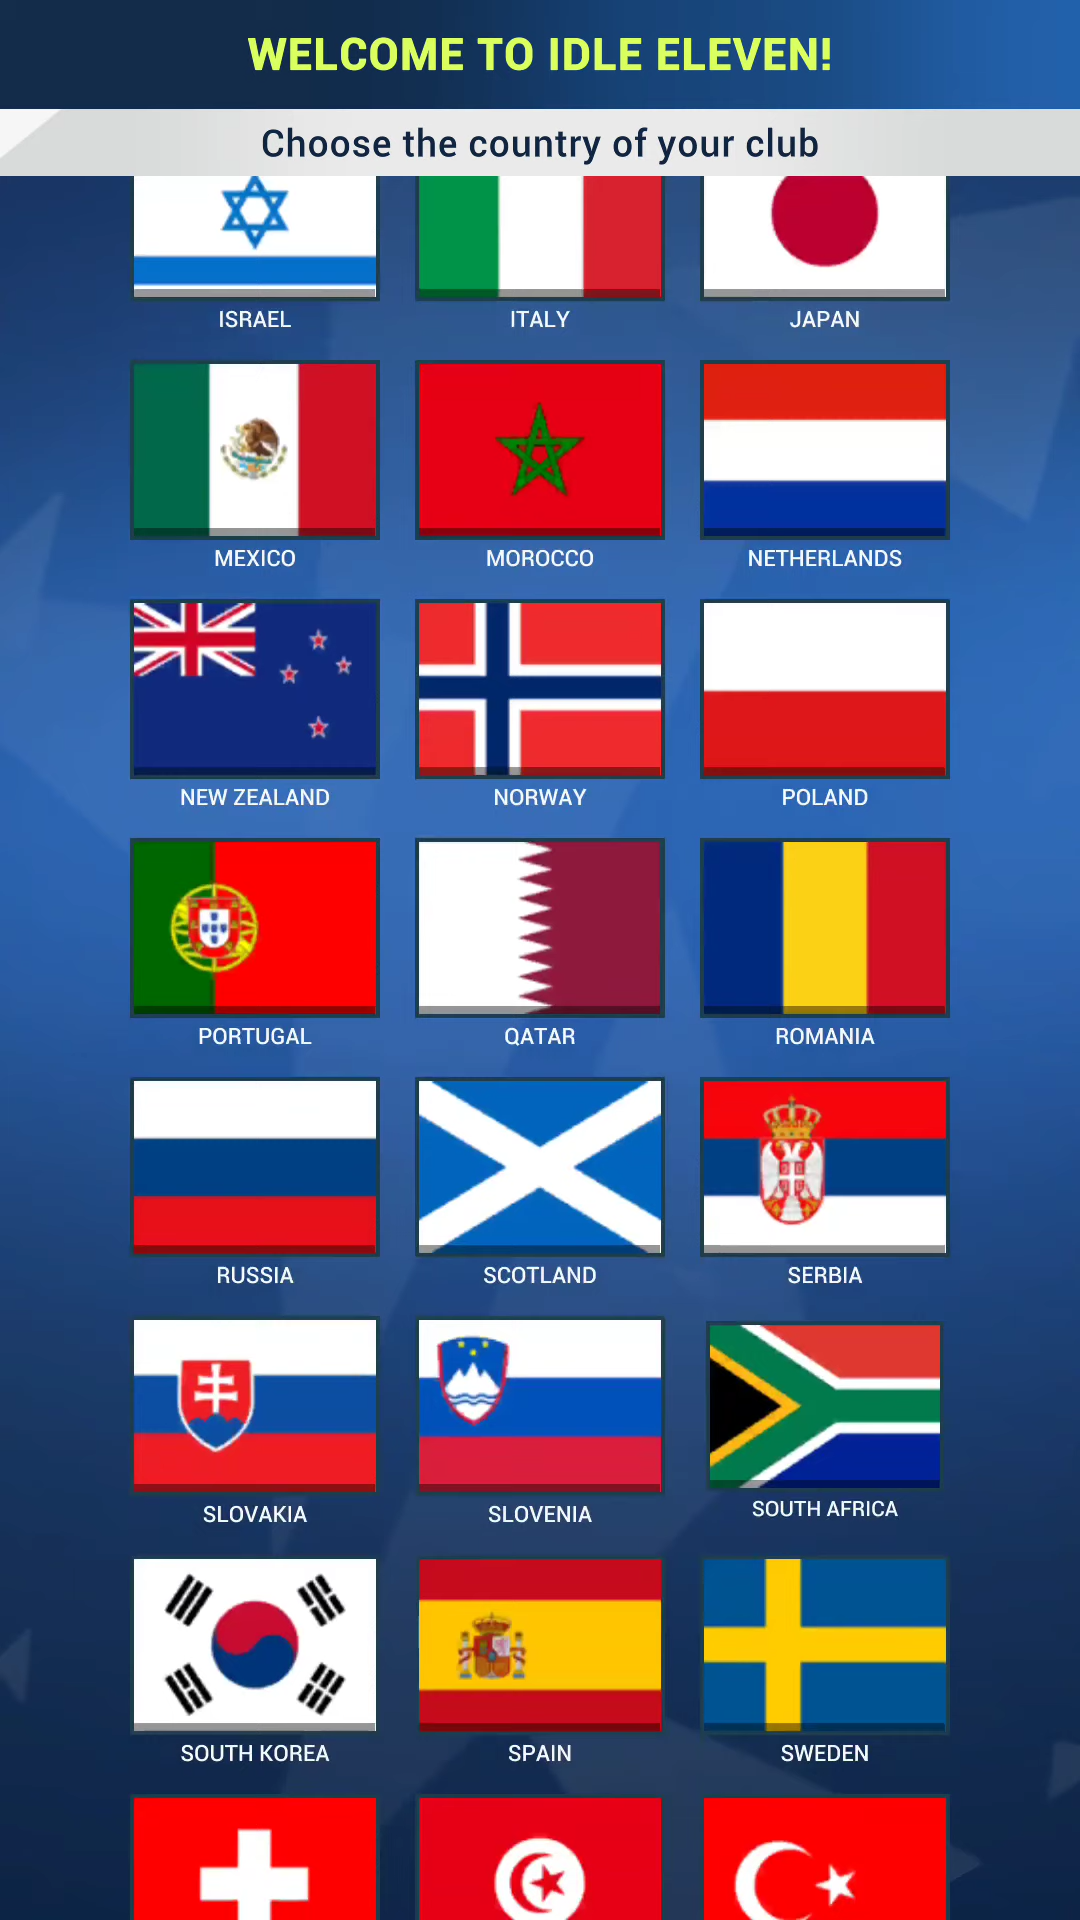 WELCOME TO IDLE ELEVEN!
Choose the country of your club
ISRAEL
ITALY
JAPAN
MEXICO
MOROCCO
NETHERLANDS
NEW ZEALAND
NORWAY
POLAND
PORTUGAL
QATAR
ROMANIA
RUSSIA
SCOTLAND
SERBIA
SLOVAKIA
SLOVENIA
SOUTH AFRICA
SOUTH KOREA
SPAIN
SWEDEN